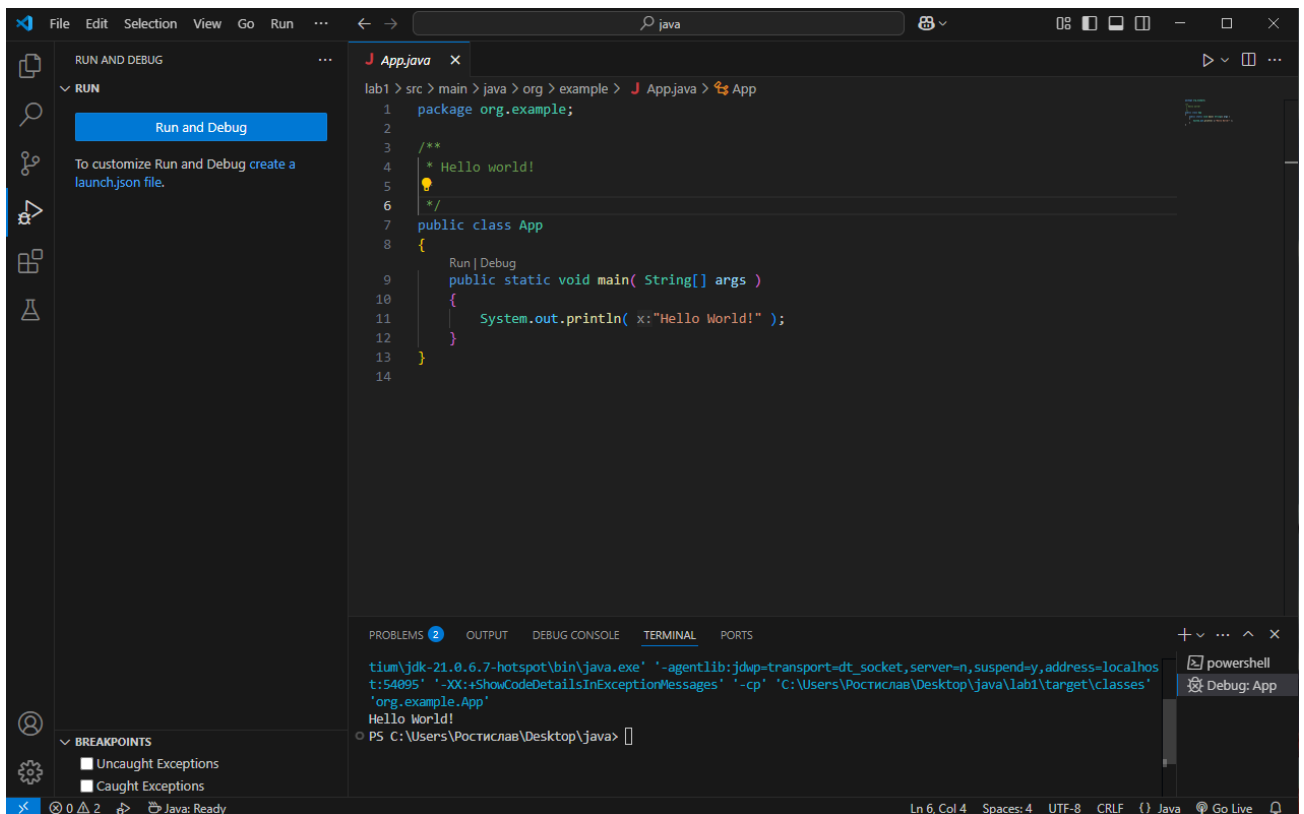 File Edit Selection View Go Run ··· java
RUN AND DEBUG ···
RUN
Run and Debug
To customize Run and Debug create a
launch.json file.
J App.java ×
lab1 > src > main > java > org > example > J App.java > App
1 package org.example;
2
3 /**
4 * Hello world!
5
6 */
7 public class App
8 {
Run | Debug
9 public static void main( String[] args )
10 {
11 System.out.println( x:"Hello World!" );
12 }
13 }
14
PROBLEMS 2 OUTPUT DEBUG CONSOLE TERMINAL PORTS
tium\jdk-21.0.6.7-hotspot\bin\java.exe' '-agentlib:jdwp=transport=dt_socket,server=n,suspend=y,address=localhos
t:54095' '-XX:+ShowCodeDetailsInExceptionMessages' '-cp' 'C:\Users\Ростислав\Desktop\java\lab1\target\classes'
'org.example.App'
Hello World!
PS C:\Users\Ростислав\Desktop\java>
powershell
Debug: App
BREAKPOINTS
Uncaught Exceptions
Caught Exceptions
0 2 Java: Ready Ln 6, Col 4 Spaces: 4 UTF-8 CRLF {} Java Go Live